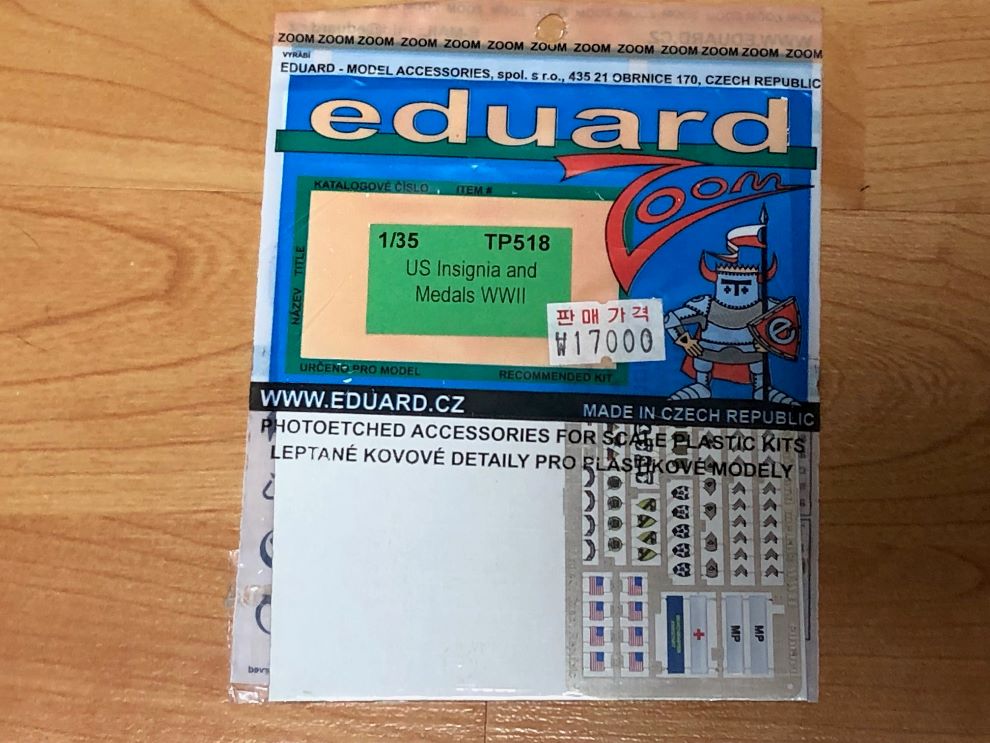 ZOOM ZOOM ZOOM ZOOM ZOOM ZOOM ZOOM ZOOM ZOOM ZOOM ZOOM ZOOM ZOOM
VYRÁBÍ
EDUARD - MODEL ACCESSORIES, spol. s r.o., 435 21 OBRNICE 170, CZECH REPUBLIC
eduard
Zoom
KATALOGOVÉ ČÍSLO ITEM #
NÁZEV TITLE
1/35 TP518
US Insignia and
Medals WWII
판매가격
₩17000
e
URČENO PRO MODEL RECOMMENDED KIT
WWW.EDUARD.CZ MADE IN CZECH REPUBLIC
PHOTOETCHED ACCESSORIES FOR SCALE PLASTIC KITS
LEPTANÉ KOVOVÉ DETAILY PRO PLASTIKOVÉ MODELY
MP MP